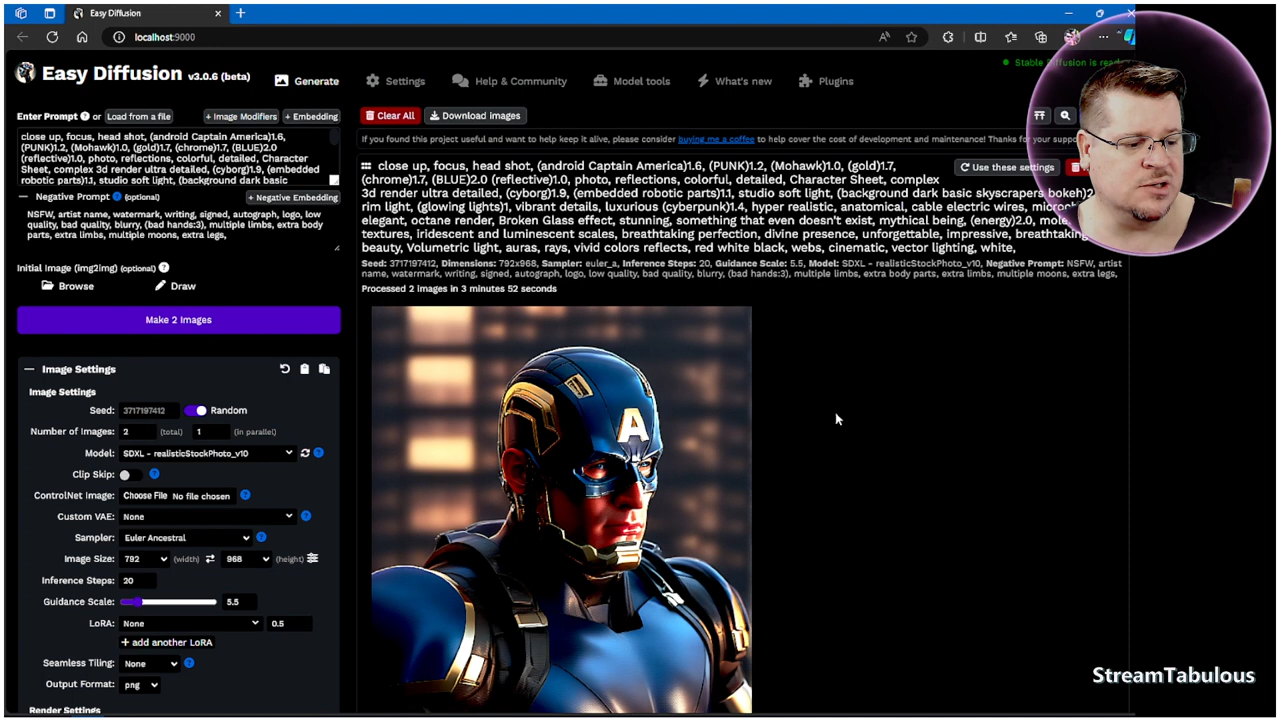 Easy Diffusion
localhost:9000
Easy Diffusion v3.0.6 (beta)
Generate
Settings
Help & Community
Model tools
What's new
Plugins
Stable Diffusion is
Enter Prompt
or
Load from a file
+ Image Modifiers
+ Embedding
close up, focus, head shot, (android Captain America)1.6,
(PUNK)1.2, (Mohawk)1.0, (gold)1.7, (chrome)1.7, (BLUE)2.0
(reflective)1.0, photo, reflections, colorful, detailed, Character
Sheet, complex 3d render ultra detailed, (cyborg)1.9, (embedded
robotic parts)1.1, studio soft light, (background dark basic
Negative Prompt (optional)
+ Negative Embedding
NSFW, artist name, watermark, writing, signed, autograph, logo, low
quality, bad quality, blurry, (bad hands:3), multiple limbs, extra body
parts, extra limbs, multiple moons, extra legs,
Initial Image (img2img) (optional)
Browse
Draw
Make 2 Images
Image Settings
Image Settings
Seed: 3717197412 Random
Number of Images: 2 (total) 1 (in parallel)
Model: SDXL - realisticStockPhoto_v10
Clip Skip:
ControlNet Image: Choose File No file chosen
Custom VAE: None
Sampler: Euler Ancestral
Image Size: 792 (width) 968 (height)
Inference Steps: 20
Guidance Scale: 5.5
LoRA: None 0.5
+ add another LoRA
Seamless Tiling: None
Output Format: png
Render Settings
Clear All
Download images
If you found this project useful and want to help keep it alive, please consider buying me a coffee to help cover the cost of development and maintenance! Thanks for your
close up, focus, head shot, (android Captain America)1.6, (PUNK)1.2, (Mohawk)1.0, (gold)1.7,
Use these settings
(chrome)1.7, (BLUE)2.0 (reflective)1.0, photo, reflections, colorful, detailed, Character Sheet, complex
3d render ultra detailed, (cyborg)1.9, (embedded robotic parts)1.1, studio soft light, (background dark basic skyscrapers bokeh)
rim light, (glowing lights)1, vibrant details, luxurious (cyberpunk)1.4, hyper realistic, anatomical, cable electric wires,
elegant, octane render, Broken Glass effect, stunning, something that even doesn't exist, mythical being, (energy)2.0,
textures, iridescent and luminescent scales, breathtaking perfection, divine presence, unforgettable, impressive, breathtaking
beauty, Volumetric light, auras, rays, vivid colors reflects, red white black, webs, cinematic, vector lighting, white,
Seed: 3717197412, Dimensions: 792x968, Sampler: euler_a, Inference Steps: 20, Guidance Scale: 5.5, Model: SDXL - realisticStockPhoto_v10, Negative Prompt: NSFW, artist
name, watermark, writing, signed, autograph, logo, low quality, bad quality, blurry, (bad hands:3), multiple limbs, extra body parts, extra limbs, multiple moons, extra legs,
Processed 2 images in 3 minutes 52 seconds
A
StreamTabulous